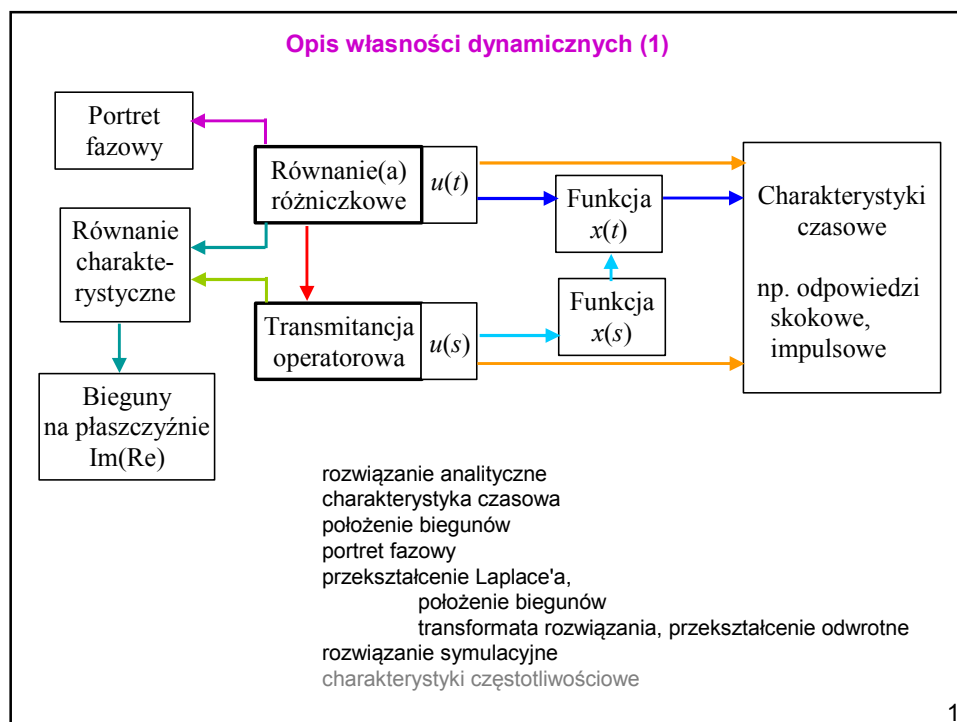 Opis własności dynamicznych (1)
Portret
fazowy
Równanie(a)
różniczkowe
u(t)
Funkcja
x(t)
Charakterystyki
czasowe
np. odpowiedzi
skokowe,
impulsowe
Równanie
charakte-
rystyczne
Transmitancja
operatorowa
u(s)
Funkcja
x(s)
Bieguny
na płaszczyźnie
Im(Re)
rozwiązanie analityczne
charakterystyka czasowa
położenie biegunów
portret fazowy
przekształcenie Laplace'a,
położenie biegunów
transformata rozwiązania, przekształcenie odwrotne
rozwiązanie symulacyjne
charakterystyki częstotliwościowe
1